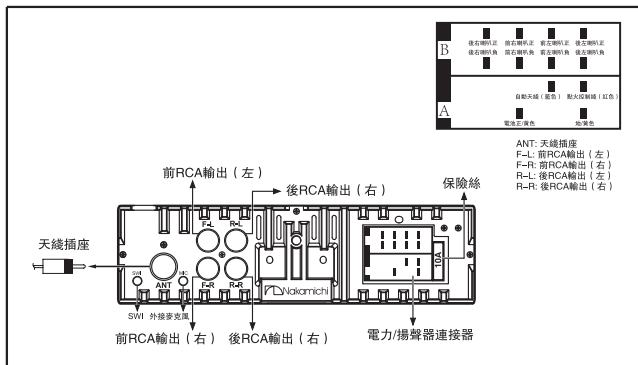 B
後右喇叭正 前右喇叭正 前左喇叭正 後左喇叭正
後右喇叭負 前右喇叭負 前左喇叭負 後左喇叭負
A
自動天綫(藍色) 點火控制綫(紅色)
電池正/黄色 地/黄色
ANT: 天綫插座
F-L: 前RCA輸出(左)
F-R: 前RCA輸出(右)
R-L: 後RCA輸出(左)
R-R: 後RCA輸出(右)
前RCA輸出(左)
後RCA輸出(右)
保險絲
F-L R-L
天綫插座
SWI
ANT
MIC
F-R R-R
Nakamichi
10A
SWI 外接麥克風
前RCA輸出(右) 後RCA輸出(右)
電力/揚聲器連接器